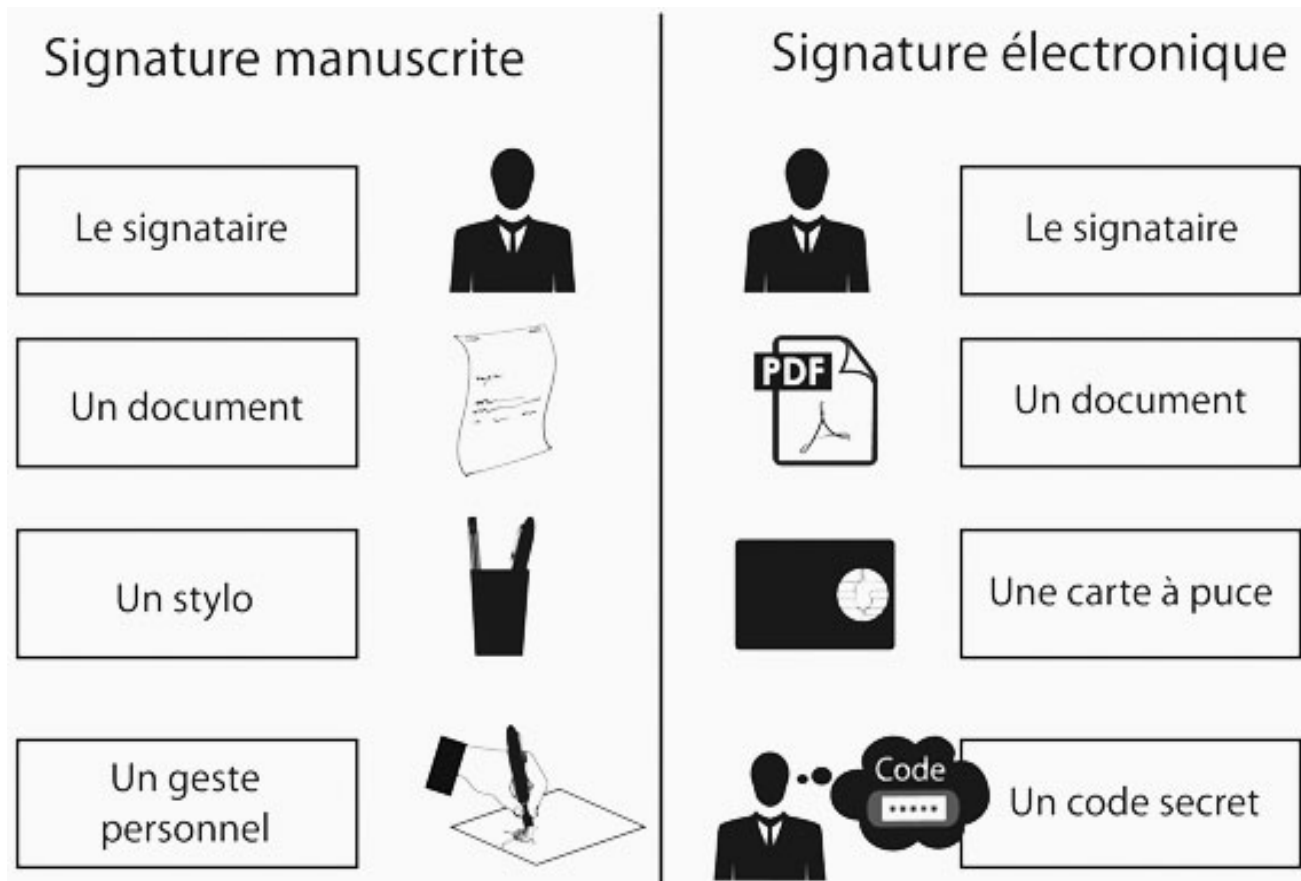 Signature manuscrite
Signature électronique
Le signataire
Le signataire
Un document
PDF
Un document
Un stylo
Une carte à puce
Un geste
personnel
Code
*****
Un code secret